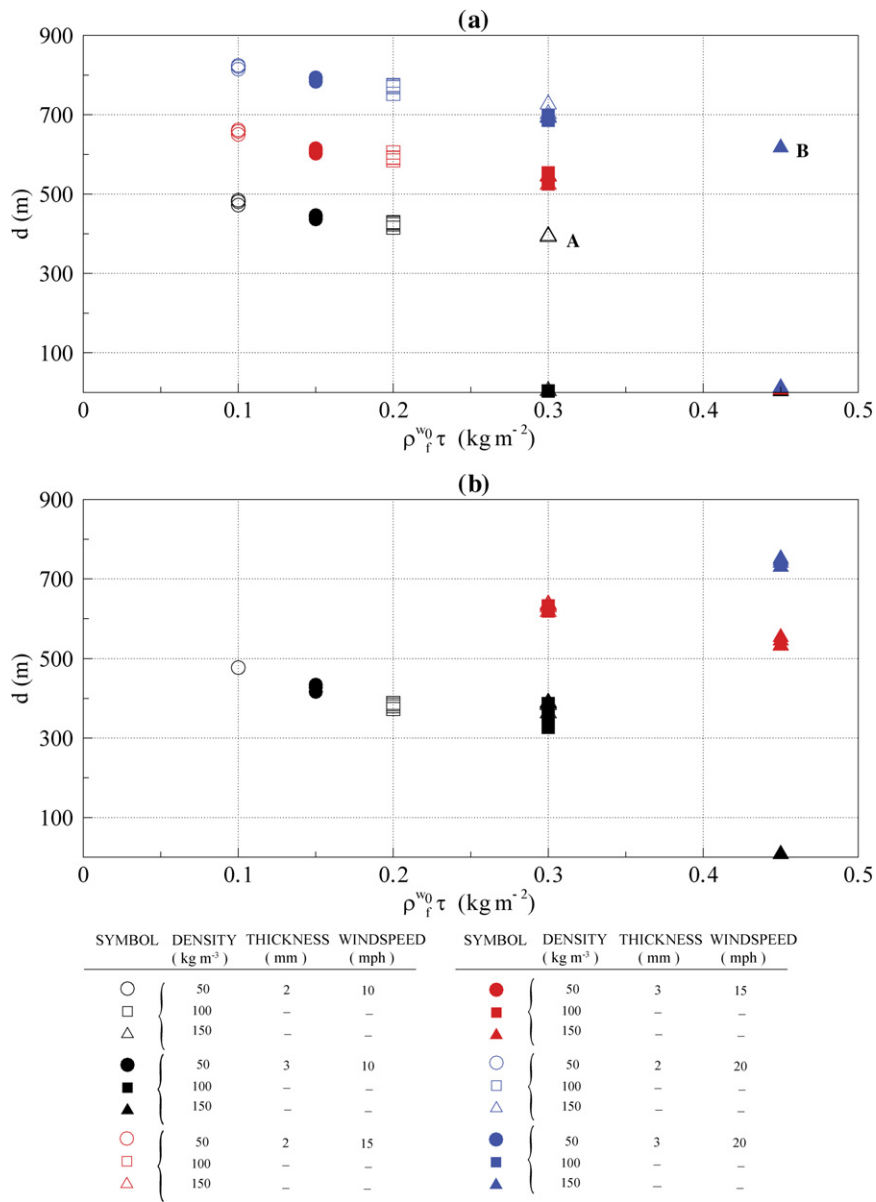 (a)
900
700
500
300
100
d (m)
A
B
0 0.1 0.2 0.3 0.4 0.5
ρ_f^{w₀} τ (kg m⁻²)
(b)
900
700
500
300
100
d (m)
0 0.1 0.2 0.3 0.4 0.5
ρ_f^{w₀} τ (kg m⁻²)
SYMBOL DENSITY THICKNESS WINDSPEED
( kg m⁻³ ) ( mm ) ( mph )
50 2 10
100 – –
150 – –
50 3 10
100 – –
150 – –
50 2 15
100 – –
150 – –
SYMBOL DENSITY THICKNESS WINDSPEED
( kg m⁻³ ) ( mm ) ( mph )
50 3 15
100 – –
150 – –
50 2 20
100 – –
150 – –
50 3 20
100 – –
150 – –